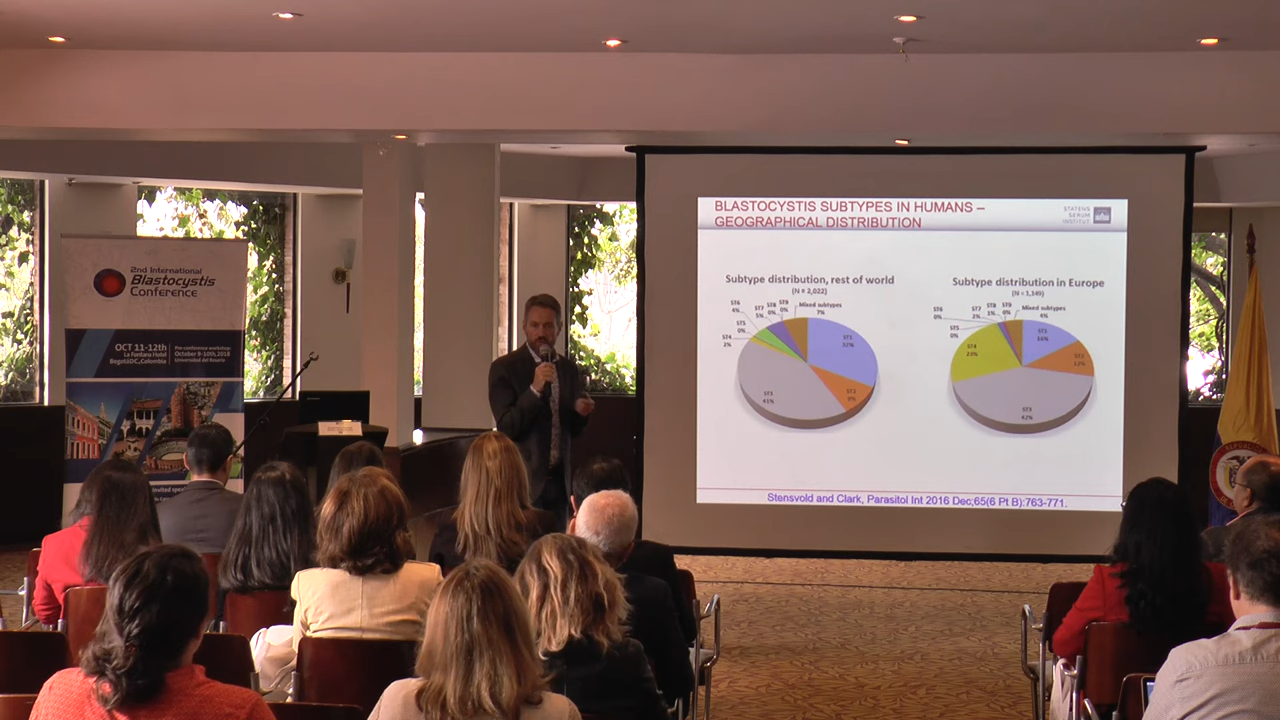 2nd International
Blastocystis
Conference
OCT 11-12th
La Fontana Hotel
Bogotá DC, Colombia
Pre-conference workshop:
October 9-10th, 2018
Universidad del Rosario
BLASTOCYSTIS SUBTYPES IN HUMANS –
GEOGRAPHICAL DISTRIBUTION
STATENS
SERUM
INSTITUT
Subtype distribution, rest of world
(N = 2,022)
ST6
4%
ST7
5%
ST8
0%
ST9
0%
Mixed subtypes
7%
ST5
0%
ST4
2%
ST1
32%
ST2
9%
ST3
41%
Subtype distribution in Europe
(N = 1,149)
ST6
0%
ST7
2%
ST8
1%
ST9
0%
Mixed subtypes
4%
ST5
0%
ST4
23%
ST1
16%
ST2
12%
ST3
42%
Stensvold and Clark, Parasitol Int 2016 Dec;65(6 Pt B):763-771.